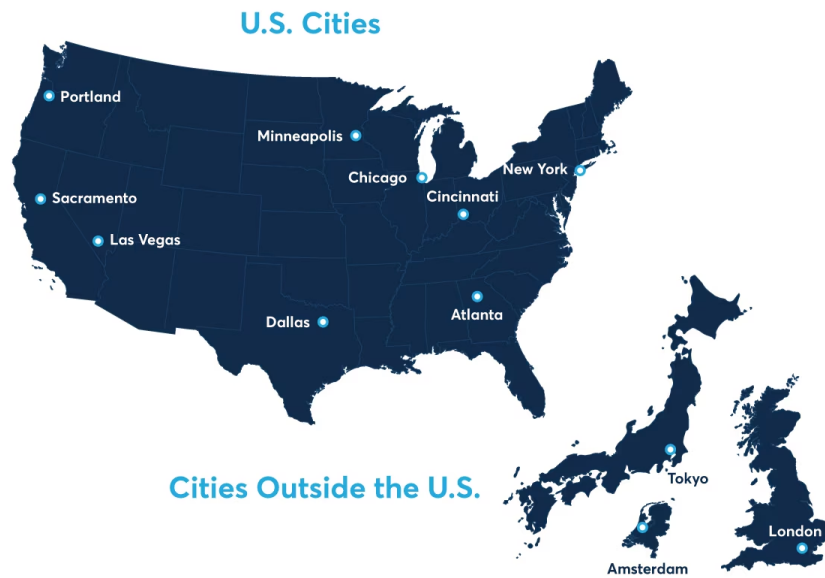 U.S. Cities
Portland
Minneapolis
Chicago
New York
Cincinnati
Sacramento
Las Vegas
Atlanta
Dallas
Cities Outside the U.S.
Tokyo
London
Amsterdam